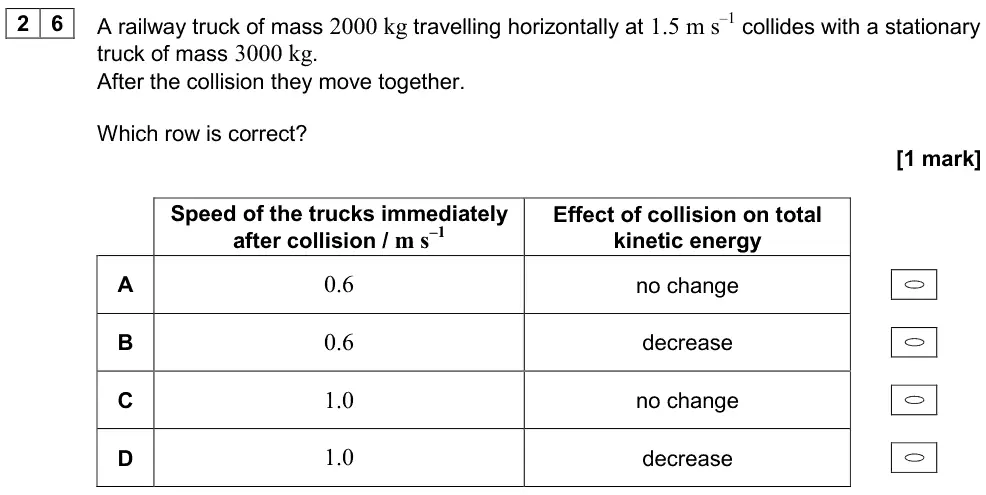 2 6 A railway truck of mass 2000 kg travelling horizontally at 1.5 m s⁻¹ collides with a stationary
truck of mass 3000 kg.
After the collision they move together.
Which row is correct?
[1 mark]
Speed of the trucks immediately
after collision / m s⁻¹
Effect of collision on total
kinetic energy
A 0.6 no change
B 0.6 decrease
C 1.0 no change
D 1.0 decrease